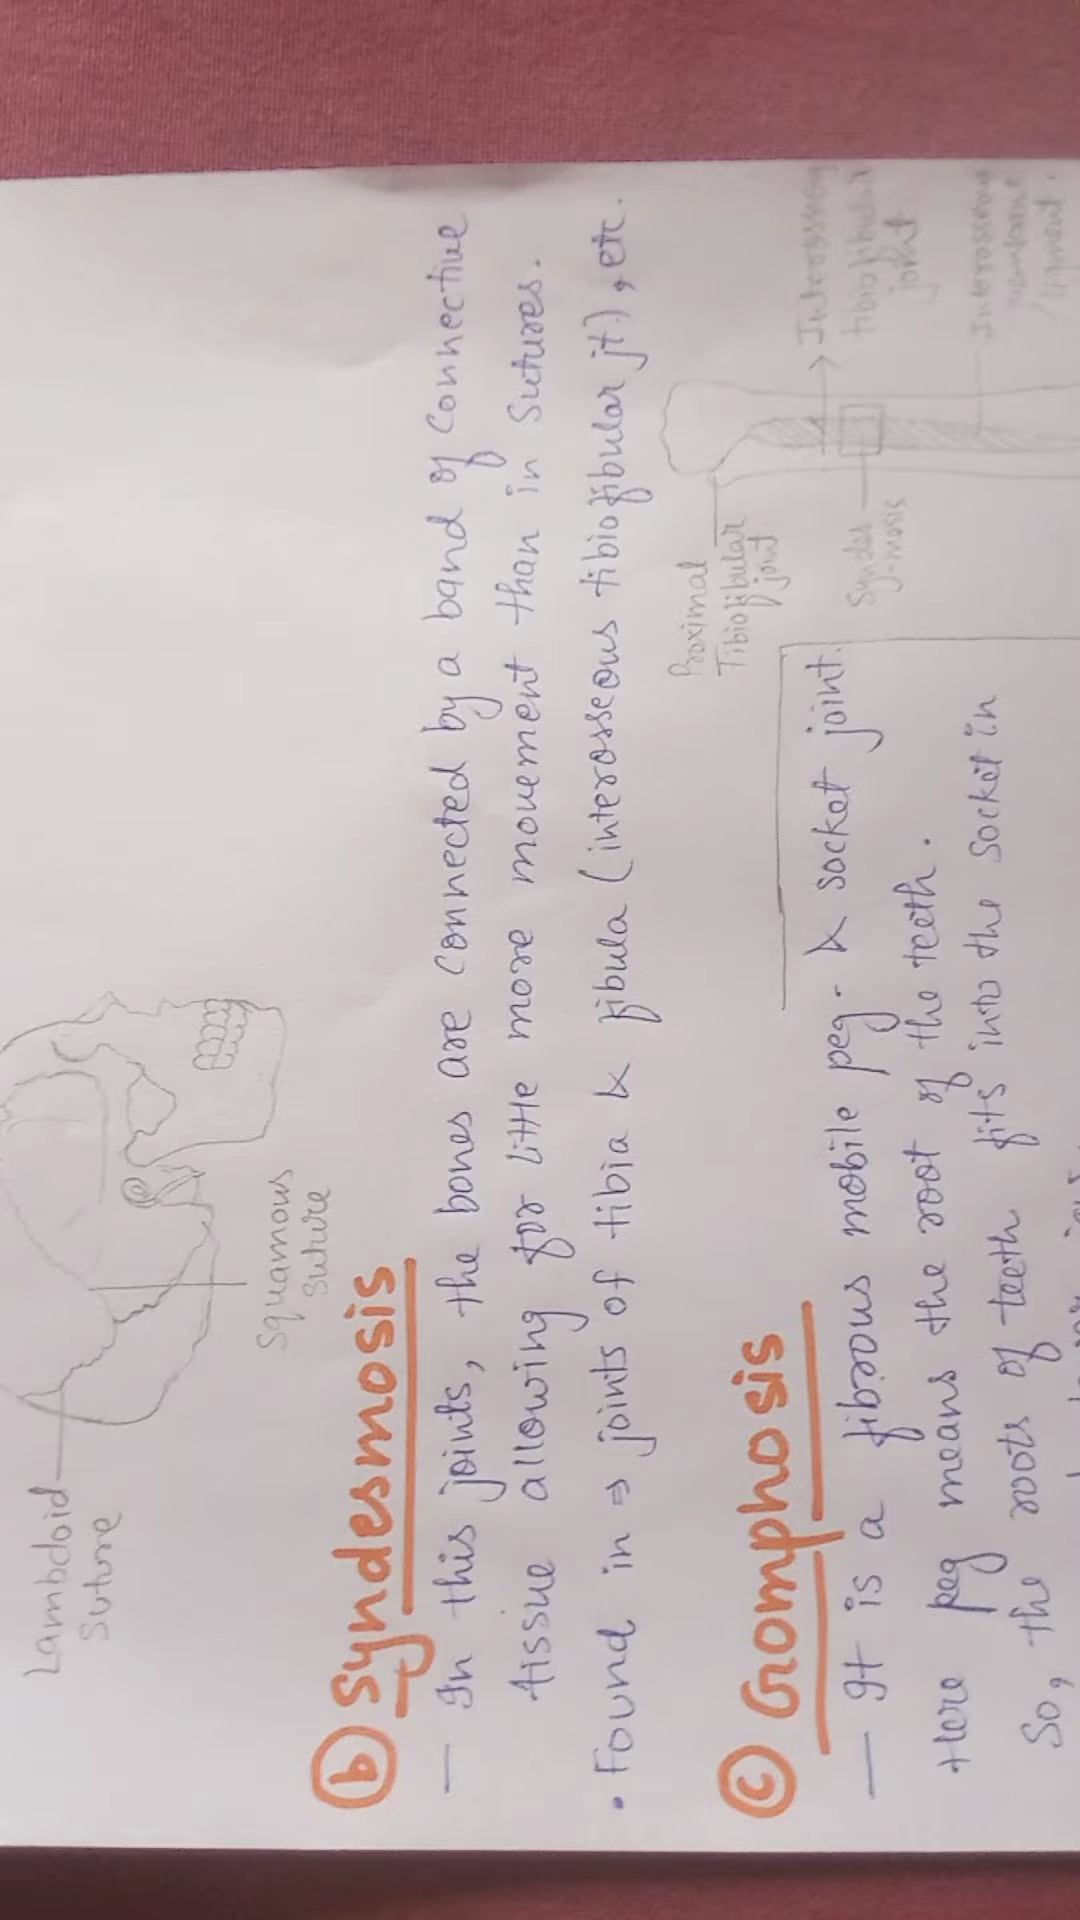 Lambdoid
Suture
Squamous
Suture
(b) Syndesmosis
— In this joints, the bones are connected by a band of Connective
tissue allowing for little more movement than in Sutures.
• Found in ⇒ joints of tibia & fibula (interosseous tibiofibular jt), etc.
Proximal
Tibiofibular
joint
Syndes
-mosis
tibiofibular
joint
Interosseous
membrane
/ligament.
(c) Gomphosis
— It is a fibrous mobile peg & socket joint.
Here peg means the root of the teeth.
So, the roots of teeth fits into the socket in